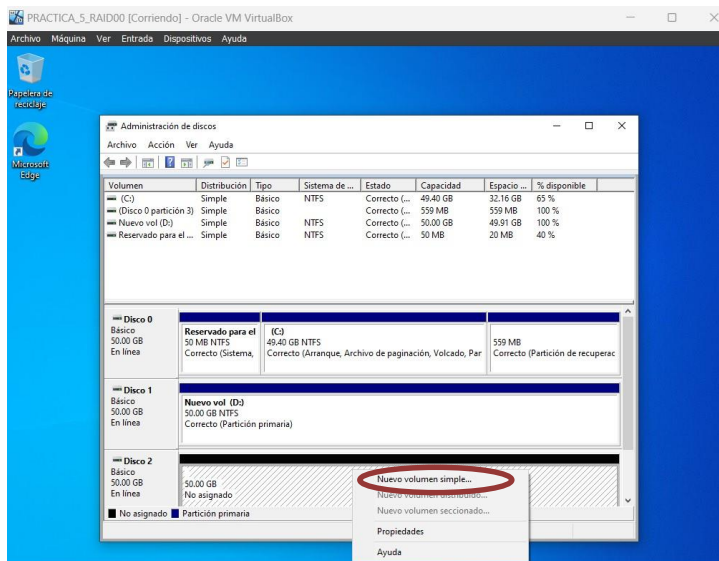 PRACTICA_5_RAID00 [Corriendo] - Oracle VM VirtualBox
Archivo Máquina Ver Entrada Dispositivos Ayuda
Papelera de
reciclaje
Microsoft
Edge
Administración de discos
Archivo Acción Ver Ayuda
Volumen Distribución Tipo Sistema de ... Estado Capacidad Espacio ... % disponible
(C:) Simple Básico NTFS Correcto (... 49.40 GB 32.16 GB 65 %
(Disco 0 partición 3) Simple Básico Correcto (... 559 MB 559 MB 100 %
Nuevo vol (D:) Simple Básico NTFS Correcto (... 50.00 GB 49.91 GB 100 %
Reservado para el ... Simple Básico NTFS Correcto (... 50 MB 20 MB 40 %
Disco 0
Básico
50.00 GB
En línea
Reservado para el
50 MB NTFS
Correcto (Sistema,
(C:)
49.40 GB NTFS
Correcto (Arranque, Archivo de paginación, Volcado, Par
559 MB
Correcto (Partición de recuperac
Disco 1
Básico
50.00 GB
En línea
Nuevo vol (D:)
50.00 GB NTFS
Correcto (Partición primaria)
Disco 2
Básico
50.00 GB
En línea
50.00 GB
No asignado
Nuevo volumen simple...
Nuevo volumen distribuido...
Nuevo volumen seccionado...
Propiedades
Ayuda
No asignado Partición primaria